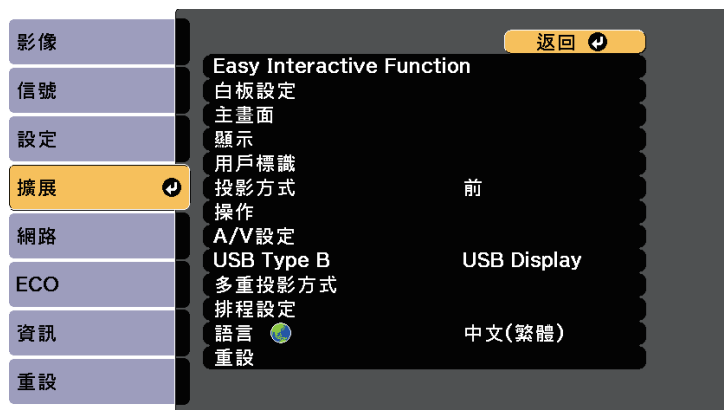 影像
信號
設定
擴展
網路
ECO
資訊
重設
返回
Easy Interactive Function
白板設定
主畫面
顯示
用戶標識
投影方式 前
操作
A/V設定
USB Type B USB Display
多重投影方式
排程設定
語言 中文(繁體)
重設